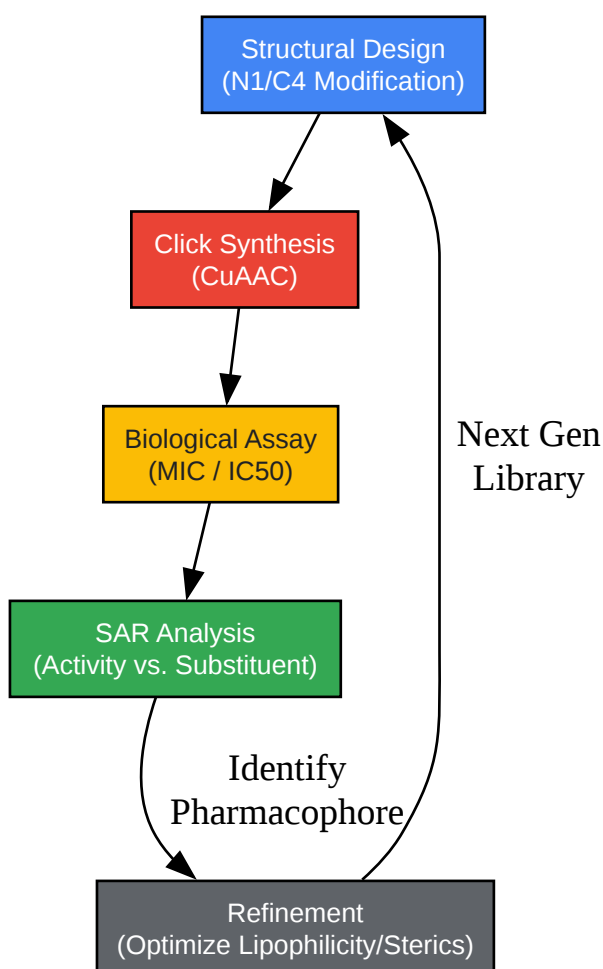 Structural Design
(N1/C4 Modification)
Click Synthesis
(CuAAC)
Biological Assay
(MIC / IC50)
Next Gen
Library
SAR Analysis
(Activity vs. Substituent)
Identify
Pharmacophore
Refinement
(Optimize Lipophilicity/Sterics)